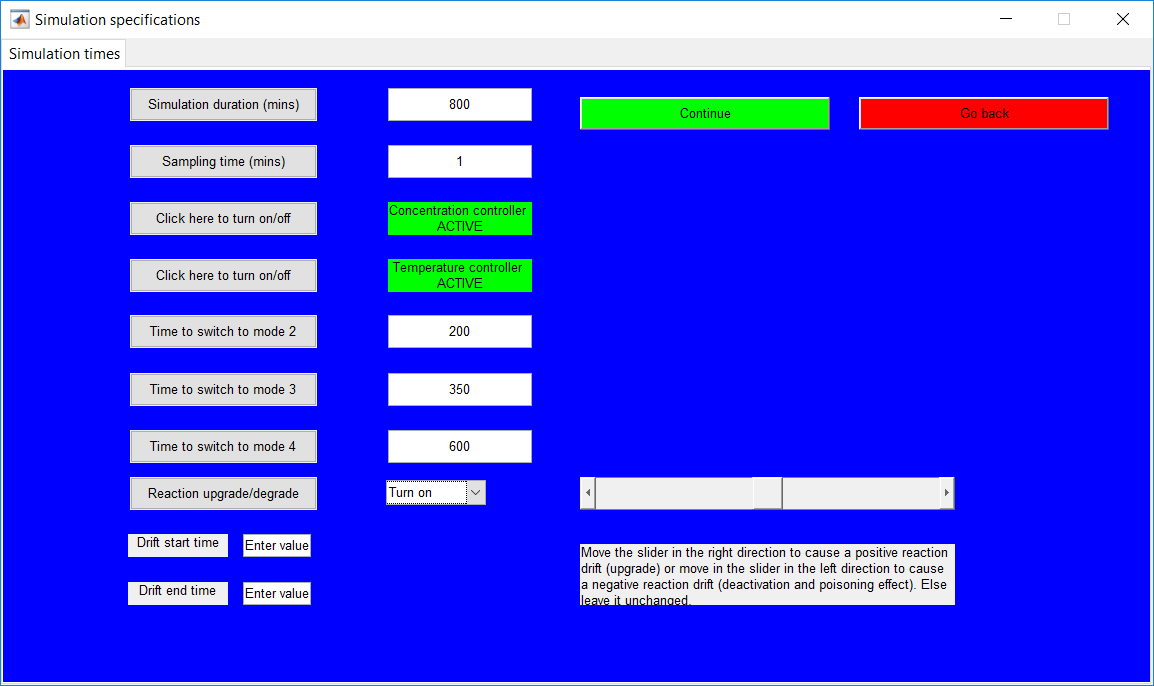 Simulation specifications
Simulation times
Simulation duration (mins)
800
Continue
Go back
Sampling time (mins)
1
Click here to turn on/off
Concentration controller
ACTIVE
Click here to turn on/off
Temperature controller
ACTIVE
Time to switch to mode 2
200
Time to switch to mode 3
350
Time to switch to mode 4
600
Reaction upgrade/degrade
Turn on
Drift start time
Enter value
Drift end time
Enter value
Move the slider in the right direction to cause a positive reaction
drift (upgrade) or move in the slider in the left direction to cause
a negative reaction drift (deactivation and poisoning effect). Else
leave it unchanged.